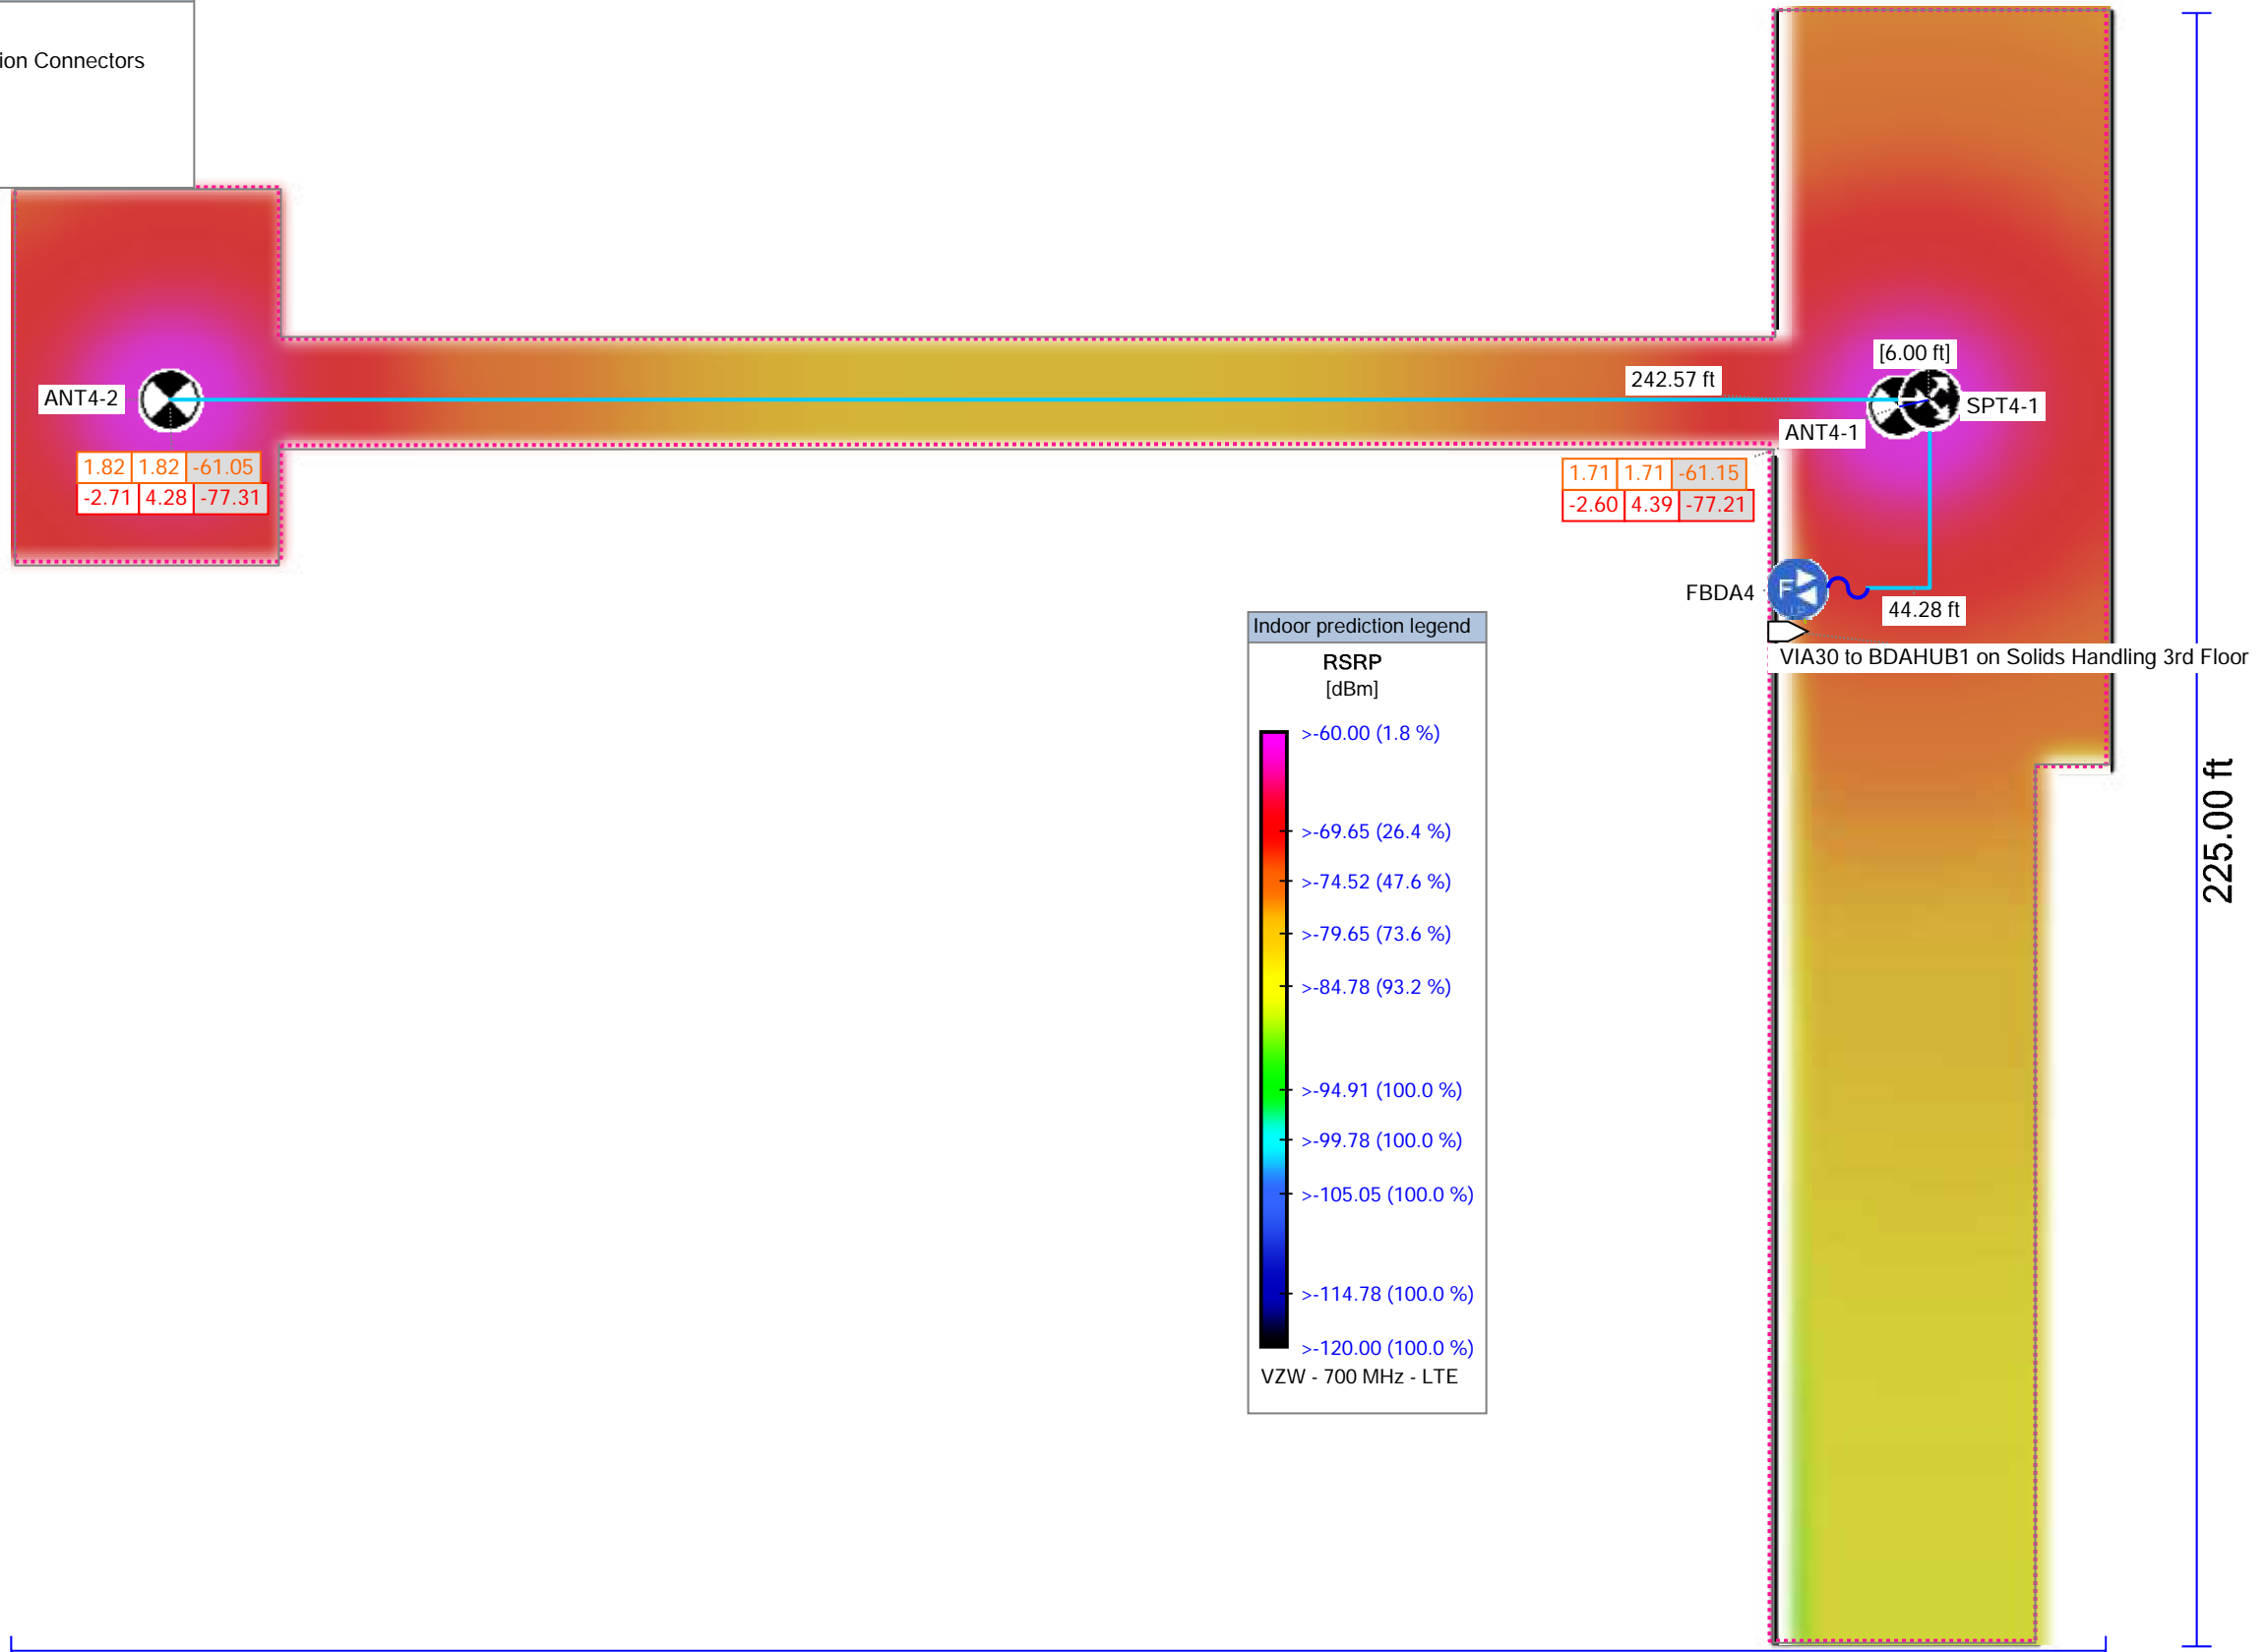 ion Connectors
[6.00 ft]
242.57 ft
ANT4-2
SPT4-1
ANT4-1
1.82 1.82 -61.05
-2.71 4.28 -77.31
1.71 1.71 -61.15
-2.60 4.39 -77.21
FBDA4
44.28 ft
VIA30 to BDAHUB1 on Solids Handling 3rd Floor
225.00 ft
Indoor prediction legend
RSRP
[dBm]
>-60.00 (1.8 %)
>-69.65 (26.4 %)
>-74.52 (47.6 %)
>-79.65 (73.6 %)
>-84.78 (93.2 %)
>-94.91 (100.0 %)
>-99.78 (100.0 %)
>-105.05 (100.0 %)
>-114.78 (100.0 %)
>-120.00 (100.0 %)
VZW - 700 MHz - LTE